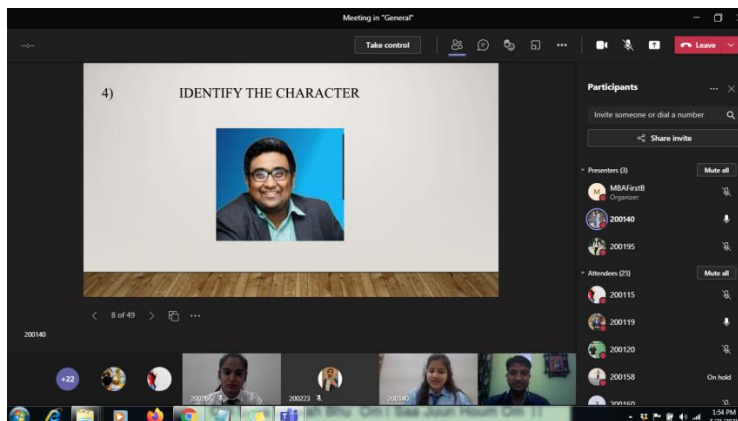 Meeting in "General"
--:--
Take control
Leave
4) IDENTIFY THE CHARACTER
8 of 49
200140
Participants
Invite someone or dial a number
Share invite
Presenters (3) Mute all
M MBAFirstB
Organizer
200140
200195
Attendees (25) Mute all
200115
200119
200120
200158 On hold
200160
+22
200223
200140
1:54 PM